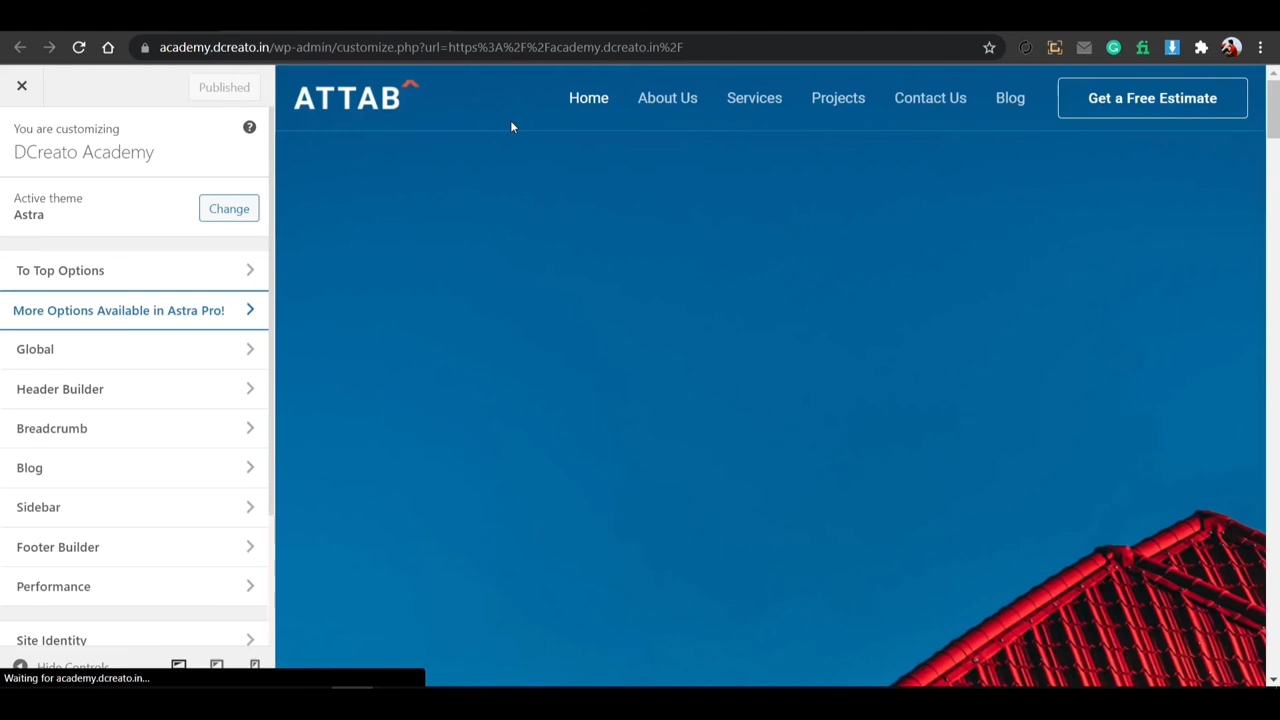 academy.dcreato.in/wp-admin/customize.php?url=https%3A%2F%2Facademy.dcreato.in%2F
Published
You are customizing
DCreato Academy
Active theme
Astra
Change
To Top Options
More Options Available in Astra Pro!
Global
Header Builder
Breadcrumb
Blog
Sidebar
Footer Builder
Performance
Site Identity
Hide Controls
Waiting for academy.dcreato.in...
ATTAB
Home
About Us
Services
Projects
Contact Us
Blog
Get a Free Estimate